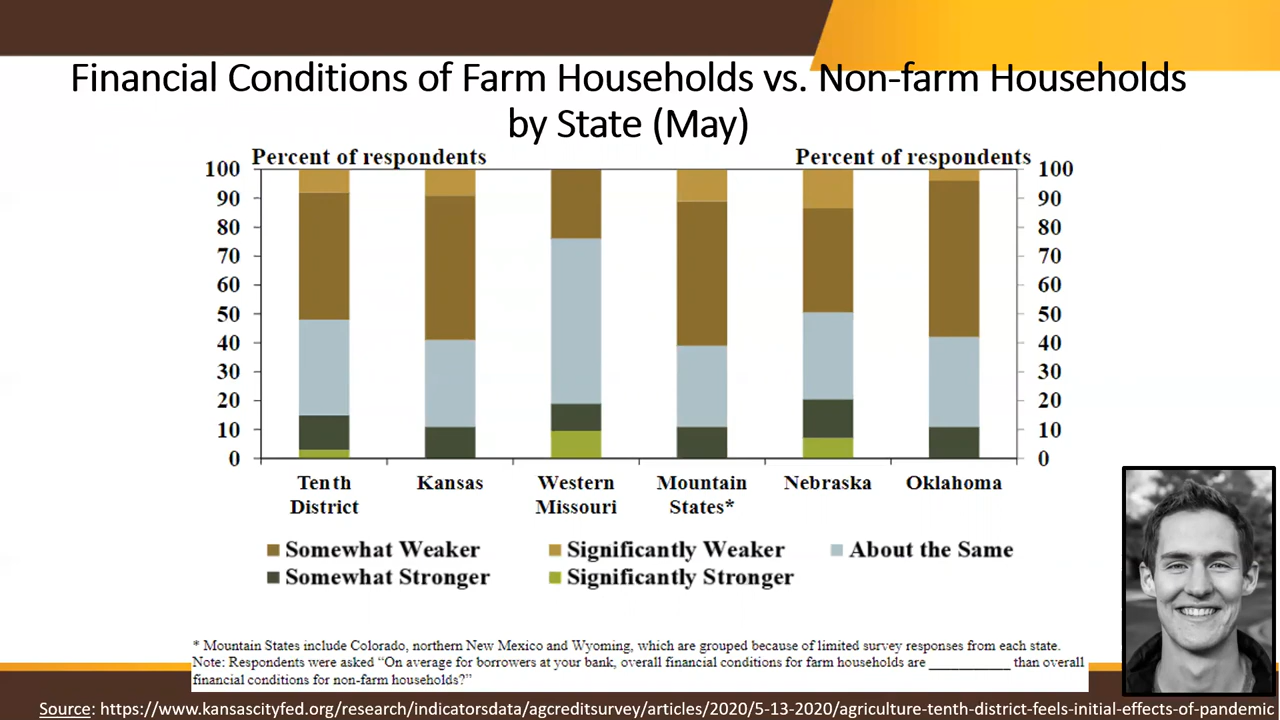 Financial Conditions of Farm Households vs. Non-farm Households
by State (May)
Percent of respondents
Percent of respondents
100
90
80
70
60
50
40
30
20
10
0
100
90
80
70
60
50
40
30
20
10
0
Tenth
District
Kansas
Western
Missouri
Mountain
States*
Nebraska
Oklahoma
Somewhat Weaker
Significantly Weaker
About the Same
Somewhat Stronger
Significantly Stronger
* Mountain States include Colorado, northern New Mexico and Wyoming, which are grouped because of limited survey responses from each state.
Note: Respondents were asked “On average for borrowers at your bank, overall financial conditions for farm households are ___________ than overall
financial conditions for non-farm households?”
Source: https://www.kansascityfed.org/research/indicatorsdata/agcreditsurvey/articles/2020/5-13-2020/agriculture-tenth-district-feels-initial-effects-of-pandemic